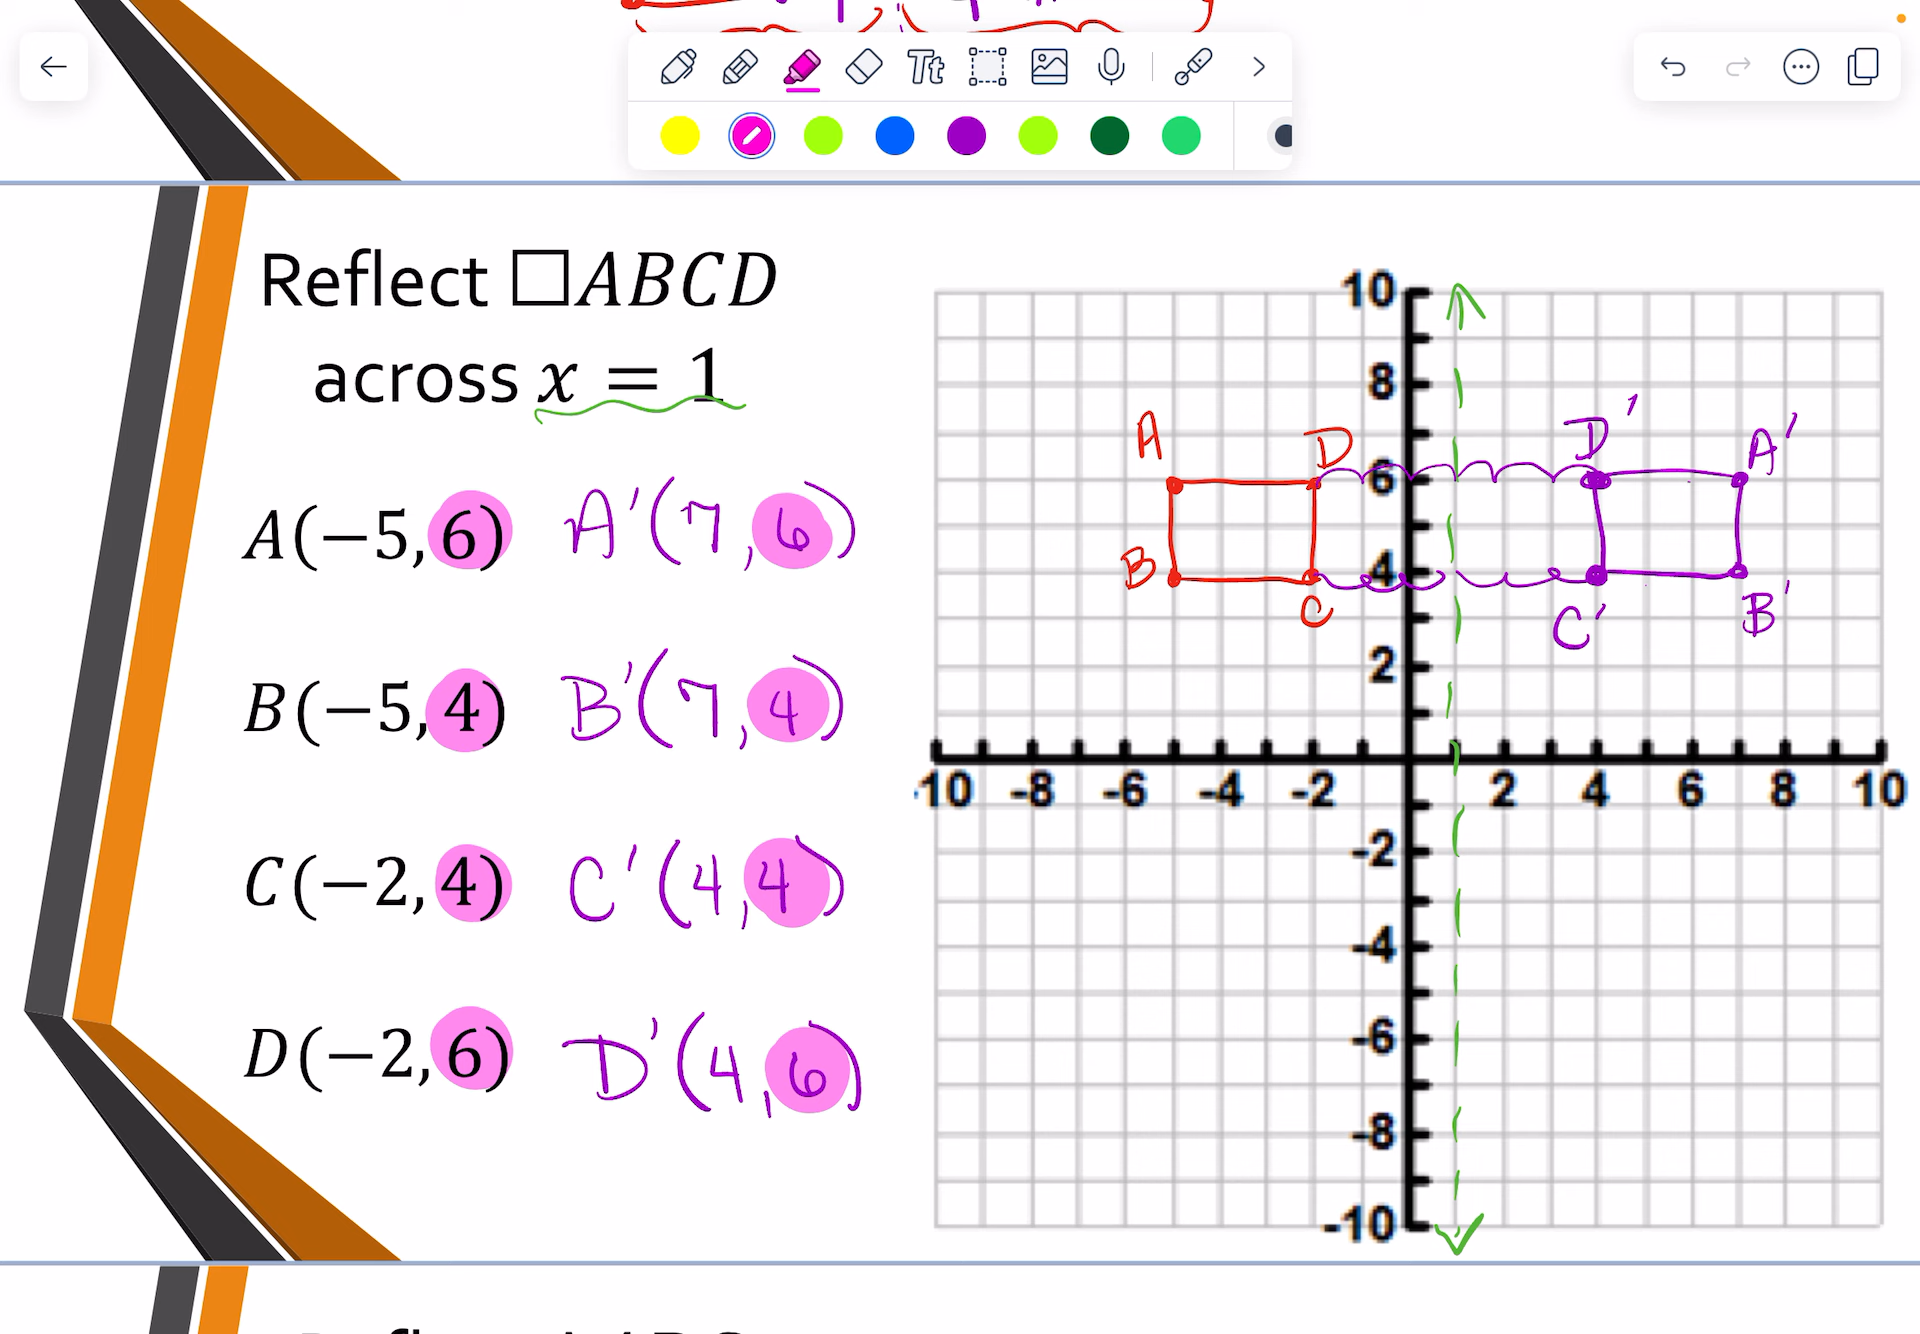 Tt
Reflect □ABCD
across x = 1
A(−5,6) A'(7,6)
B(−5,4) B'(7,4)
C(−2,4) C'(4,4)
D(−2,6) D'(4,6)
10
8
A D D' A'
6
B 4
C C' B'
2
-10 -8 -6 -4 -2 2 4 6 8 10
-2
-4
-6
-8
-10